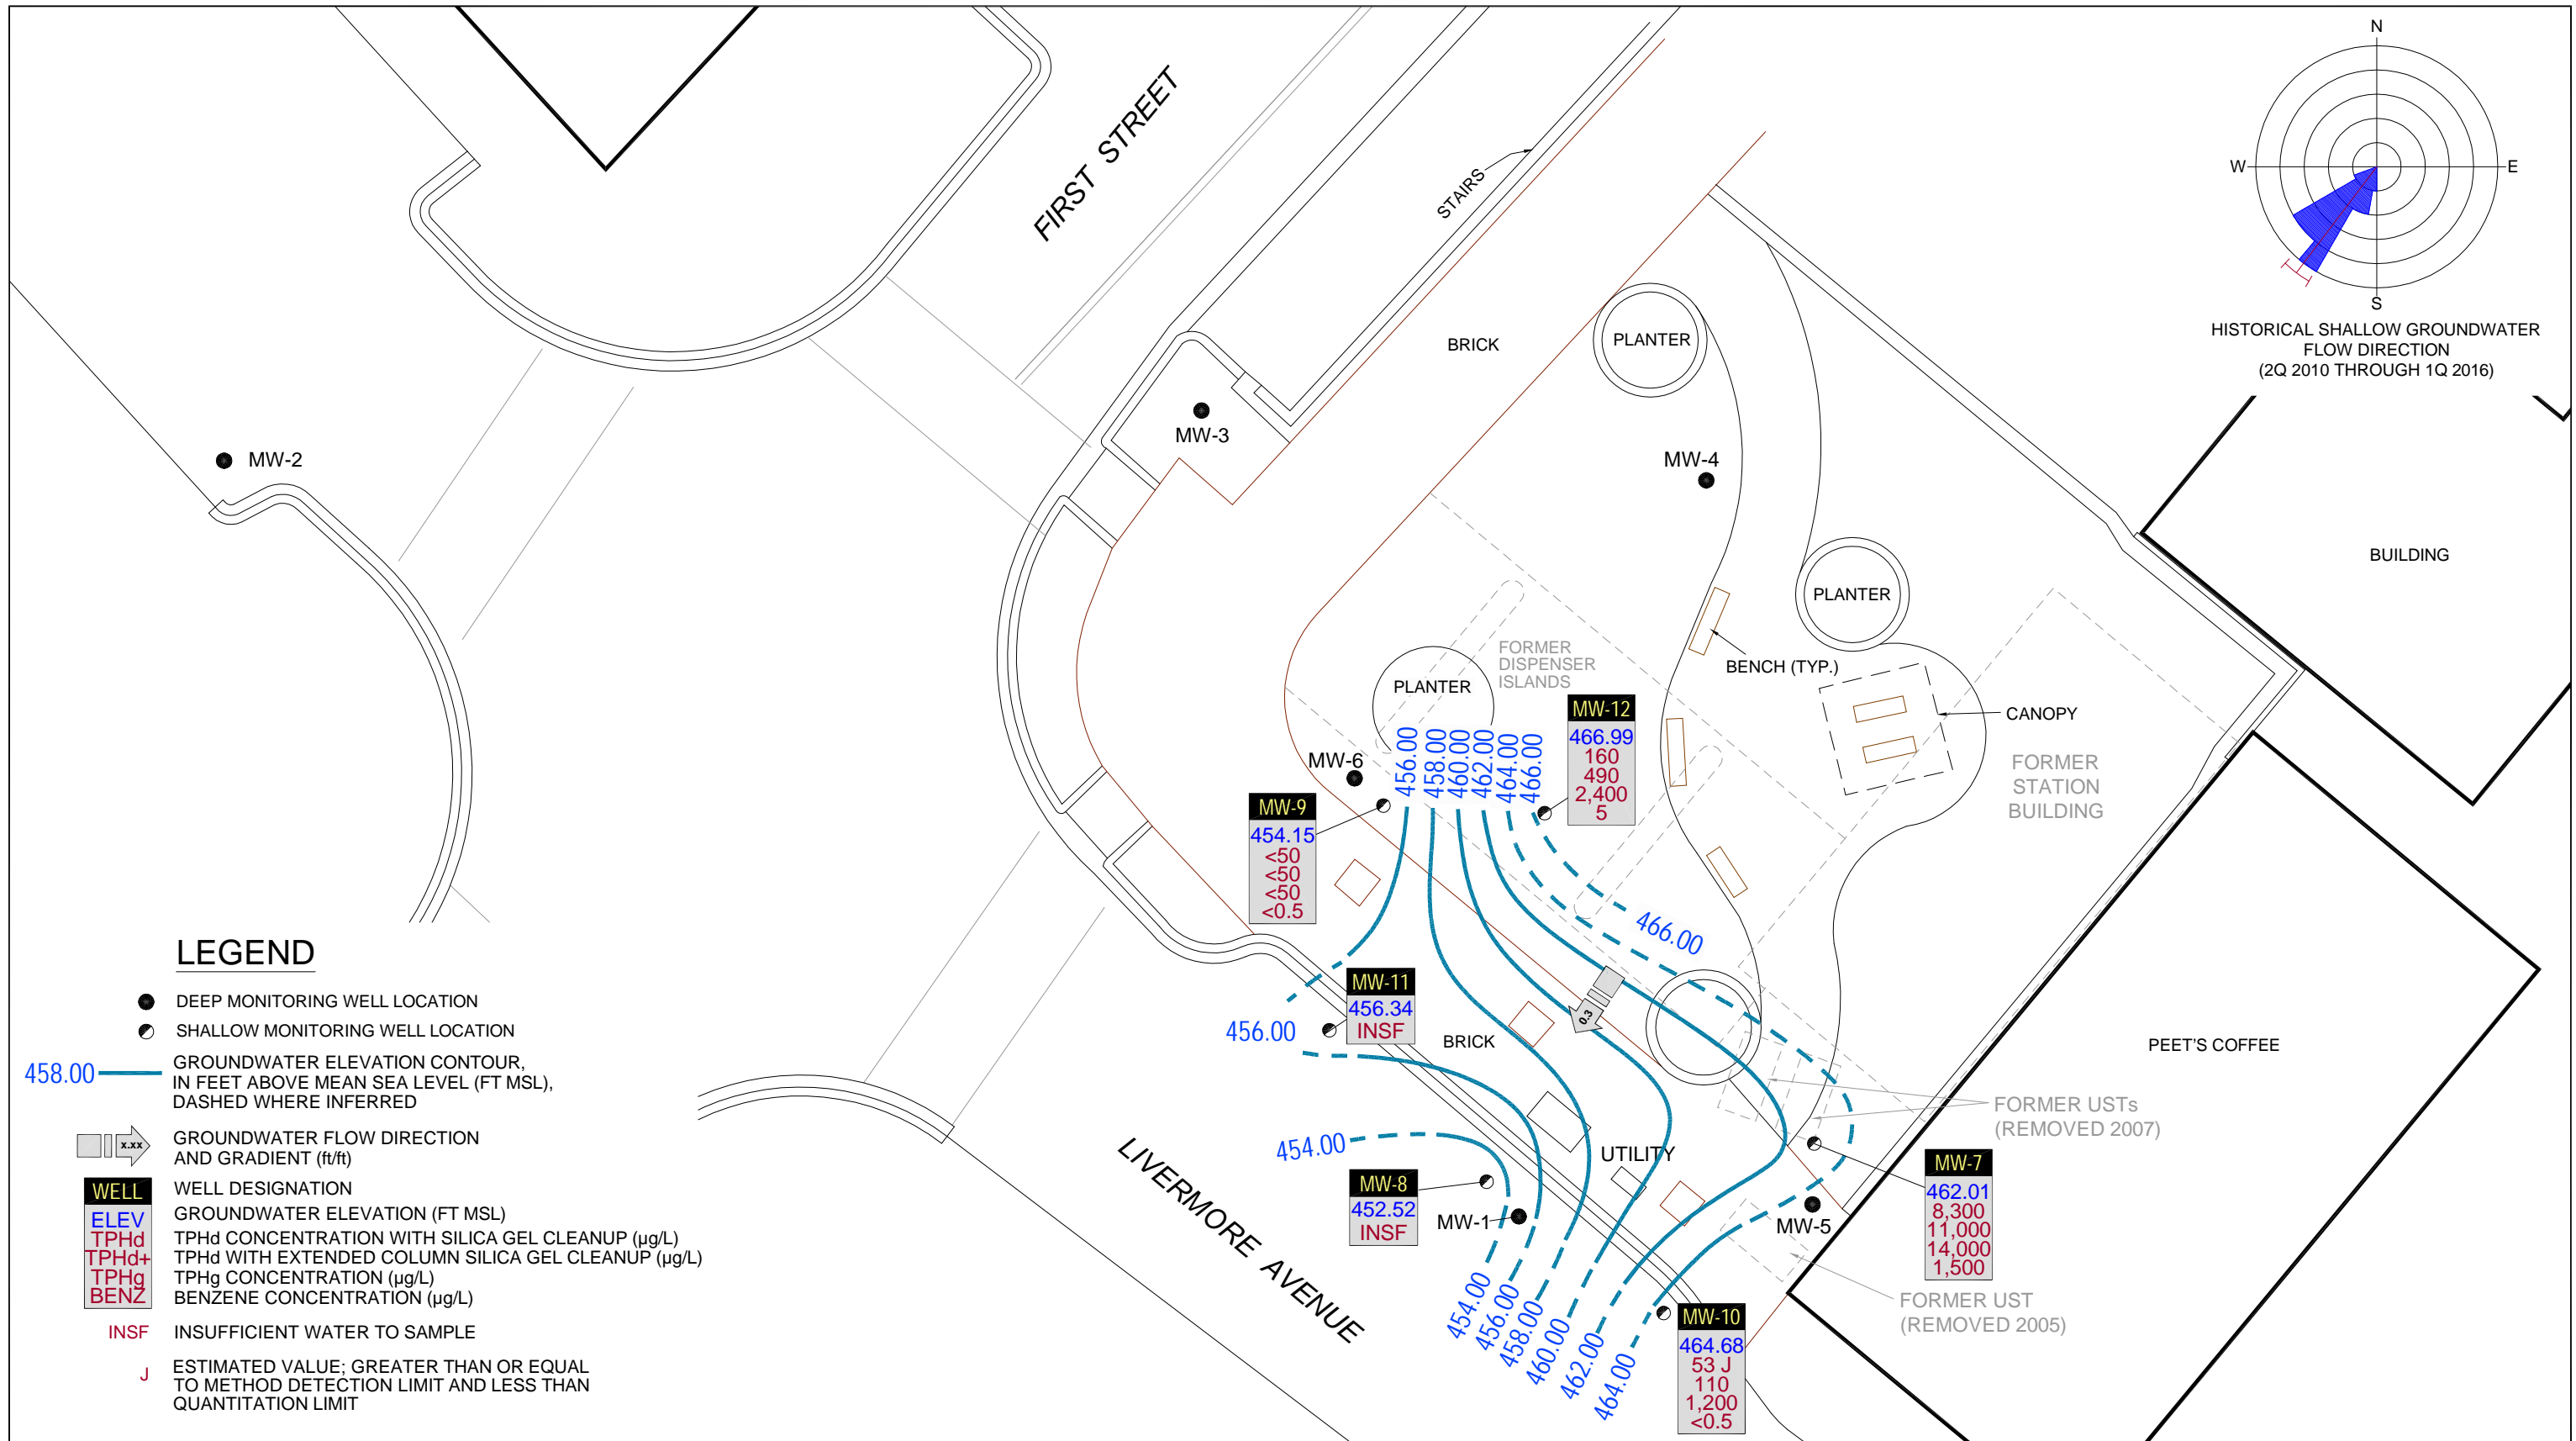 N
W
E
S
HISTORICAL SHALLOW GROUNDWATER
FLOW DIRECTION
(2Q 2010 THROUGH 1Q 2016)
FIRST STREET
STAIRS
BRICK
PLANTER
MW-3
MW-4
MW-2
BUILDING
PLANTER
FORMER
DISPENSER
ISLANDS
BENCH (TYP.)
PLANTER
CANOPY
MW-12
466.99
160
490
2,400
5
FORMER
STATION
BUILDING
MW-6
456.00
458.00
460.00
462.00
464.00
466.00
MW-9
454.15
<50
<50
<50
<0.5
466.00
MW-11
456.34
INSF
456.00
0.3
BRICK
PEET'S COFFEE
FORMER USTs
(REMOVED 2007)
454.00
UTILITY
LIVERMORE AVENUE
MW-8
452.52
INSF
MW-1
MW-5
MW-7
462.01
8,300
11,000
14,000
1,500
FORMER UST
(REMOVED 2005)
454.00
456.00
458.00
460.00
462.00
464.00
MW-10
464.68
53 J
110
1,200
<0.5
LEGEND
DEEP MONITORING WELL LOCATION
SHALLOW MONITORING WELL LOCATION
458.00
GROUNDWATER ELEVATION CONTOUR,
IN FEET ABOVE MEAN SEA LEVEL (FT MSL),
DASHED WHERE INFERRED
x.xx
GROUNDWATER FLOW DIRECTION
AND GRADIENT (ft/ft)
WELL WELL DESIGNATION
ELEV GROUNDWATER ELEVATION (FT MSL)
TPHd TPHd CONCENTRATION WITH SILICA GEL CLEANUP (µg/L)
TPHd+ TPHd WITH EXTENDED COLUMN SILICA GEL CLEANUP (µg/L)
TPHg TPHg CONCENTRATION (µg/L)
BENZ BENZENE CONCENTRATION (µg/L)
INSF INSUFFICIENT WATER TO SAMPLE
J ESTIMATED VALUE; GREATER THAN OR EQUAL
TO METHOD DETECTION LIMIT AND LESS THAN
QUANTITATION LIMIT